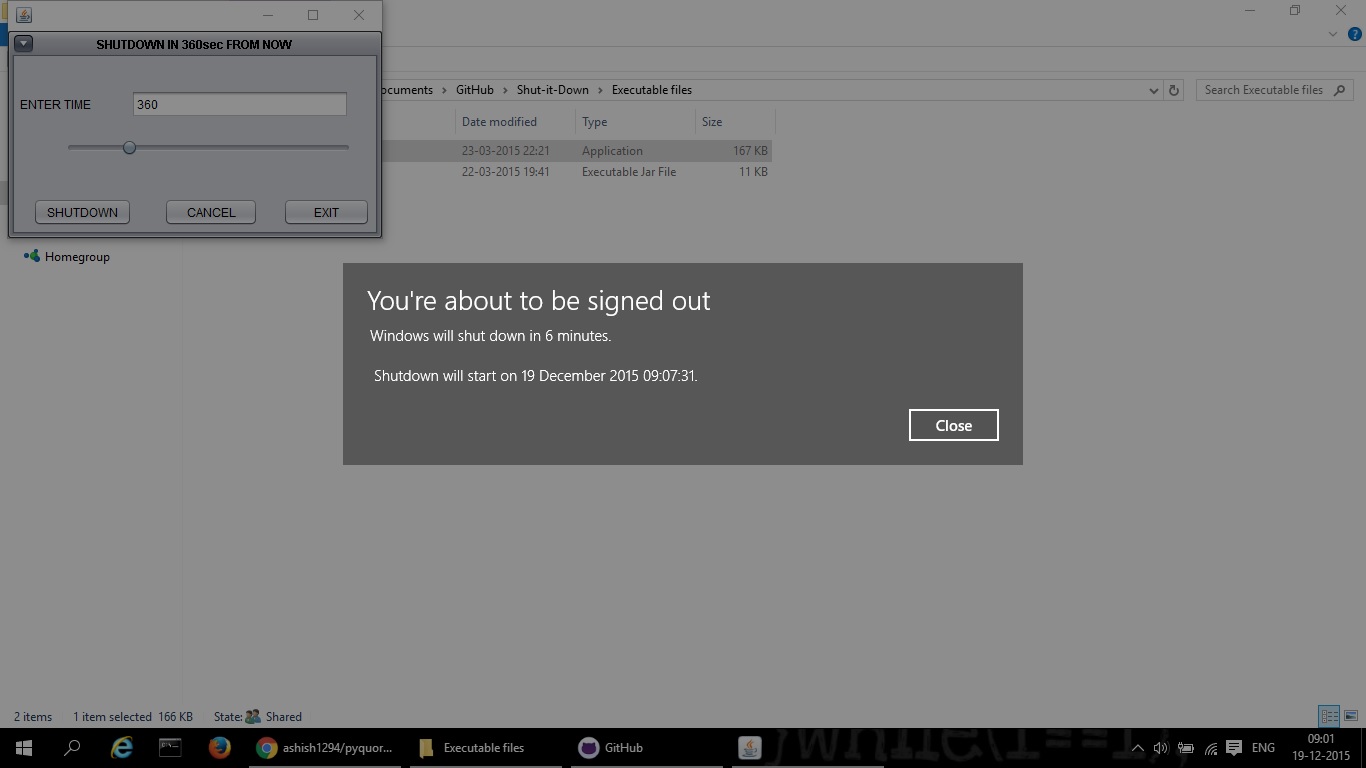 SHUTDOWN IN 360sec FROM NOW
ENTER TIME 360
SHUTDOWN CANCEL EXIT
ocuments > GitHub > Shut-it-Down > Executable files
Search Executable files
Date modified Type Size
23-03-2015 22:21 Application 167 KB
22-03-2015 19:41 Executable Jar File 11 KB
Homegroup
You're about to be signed out
Windows will shut down in 6 minutes.
Shutdown will start on 19 December 2015 09:07:31.
Close
2 items 1 item selected 166 KB State: Shared
ashish1294/pyquor... Executable files GitHub
}while(1==1);
ENG
09:01
19-12-2015